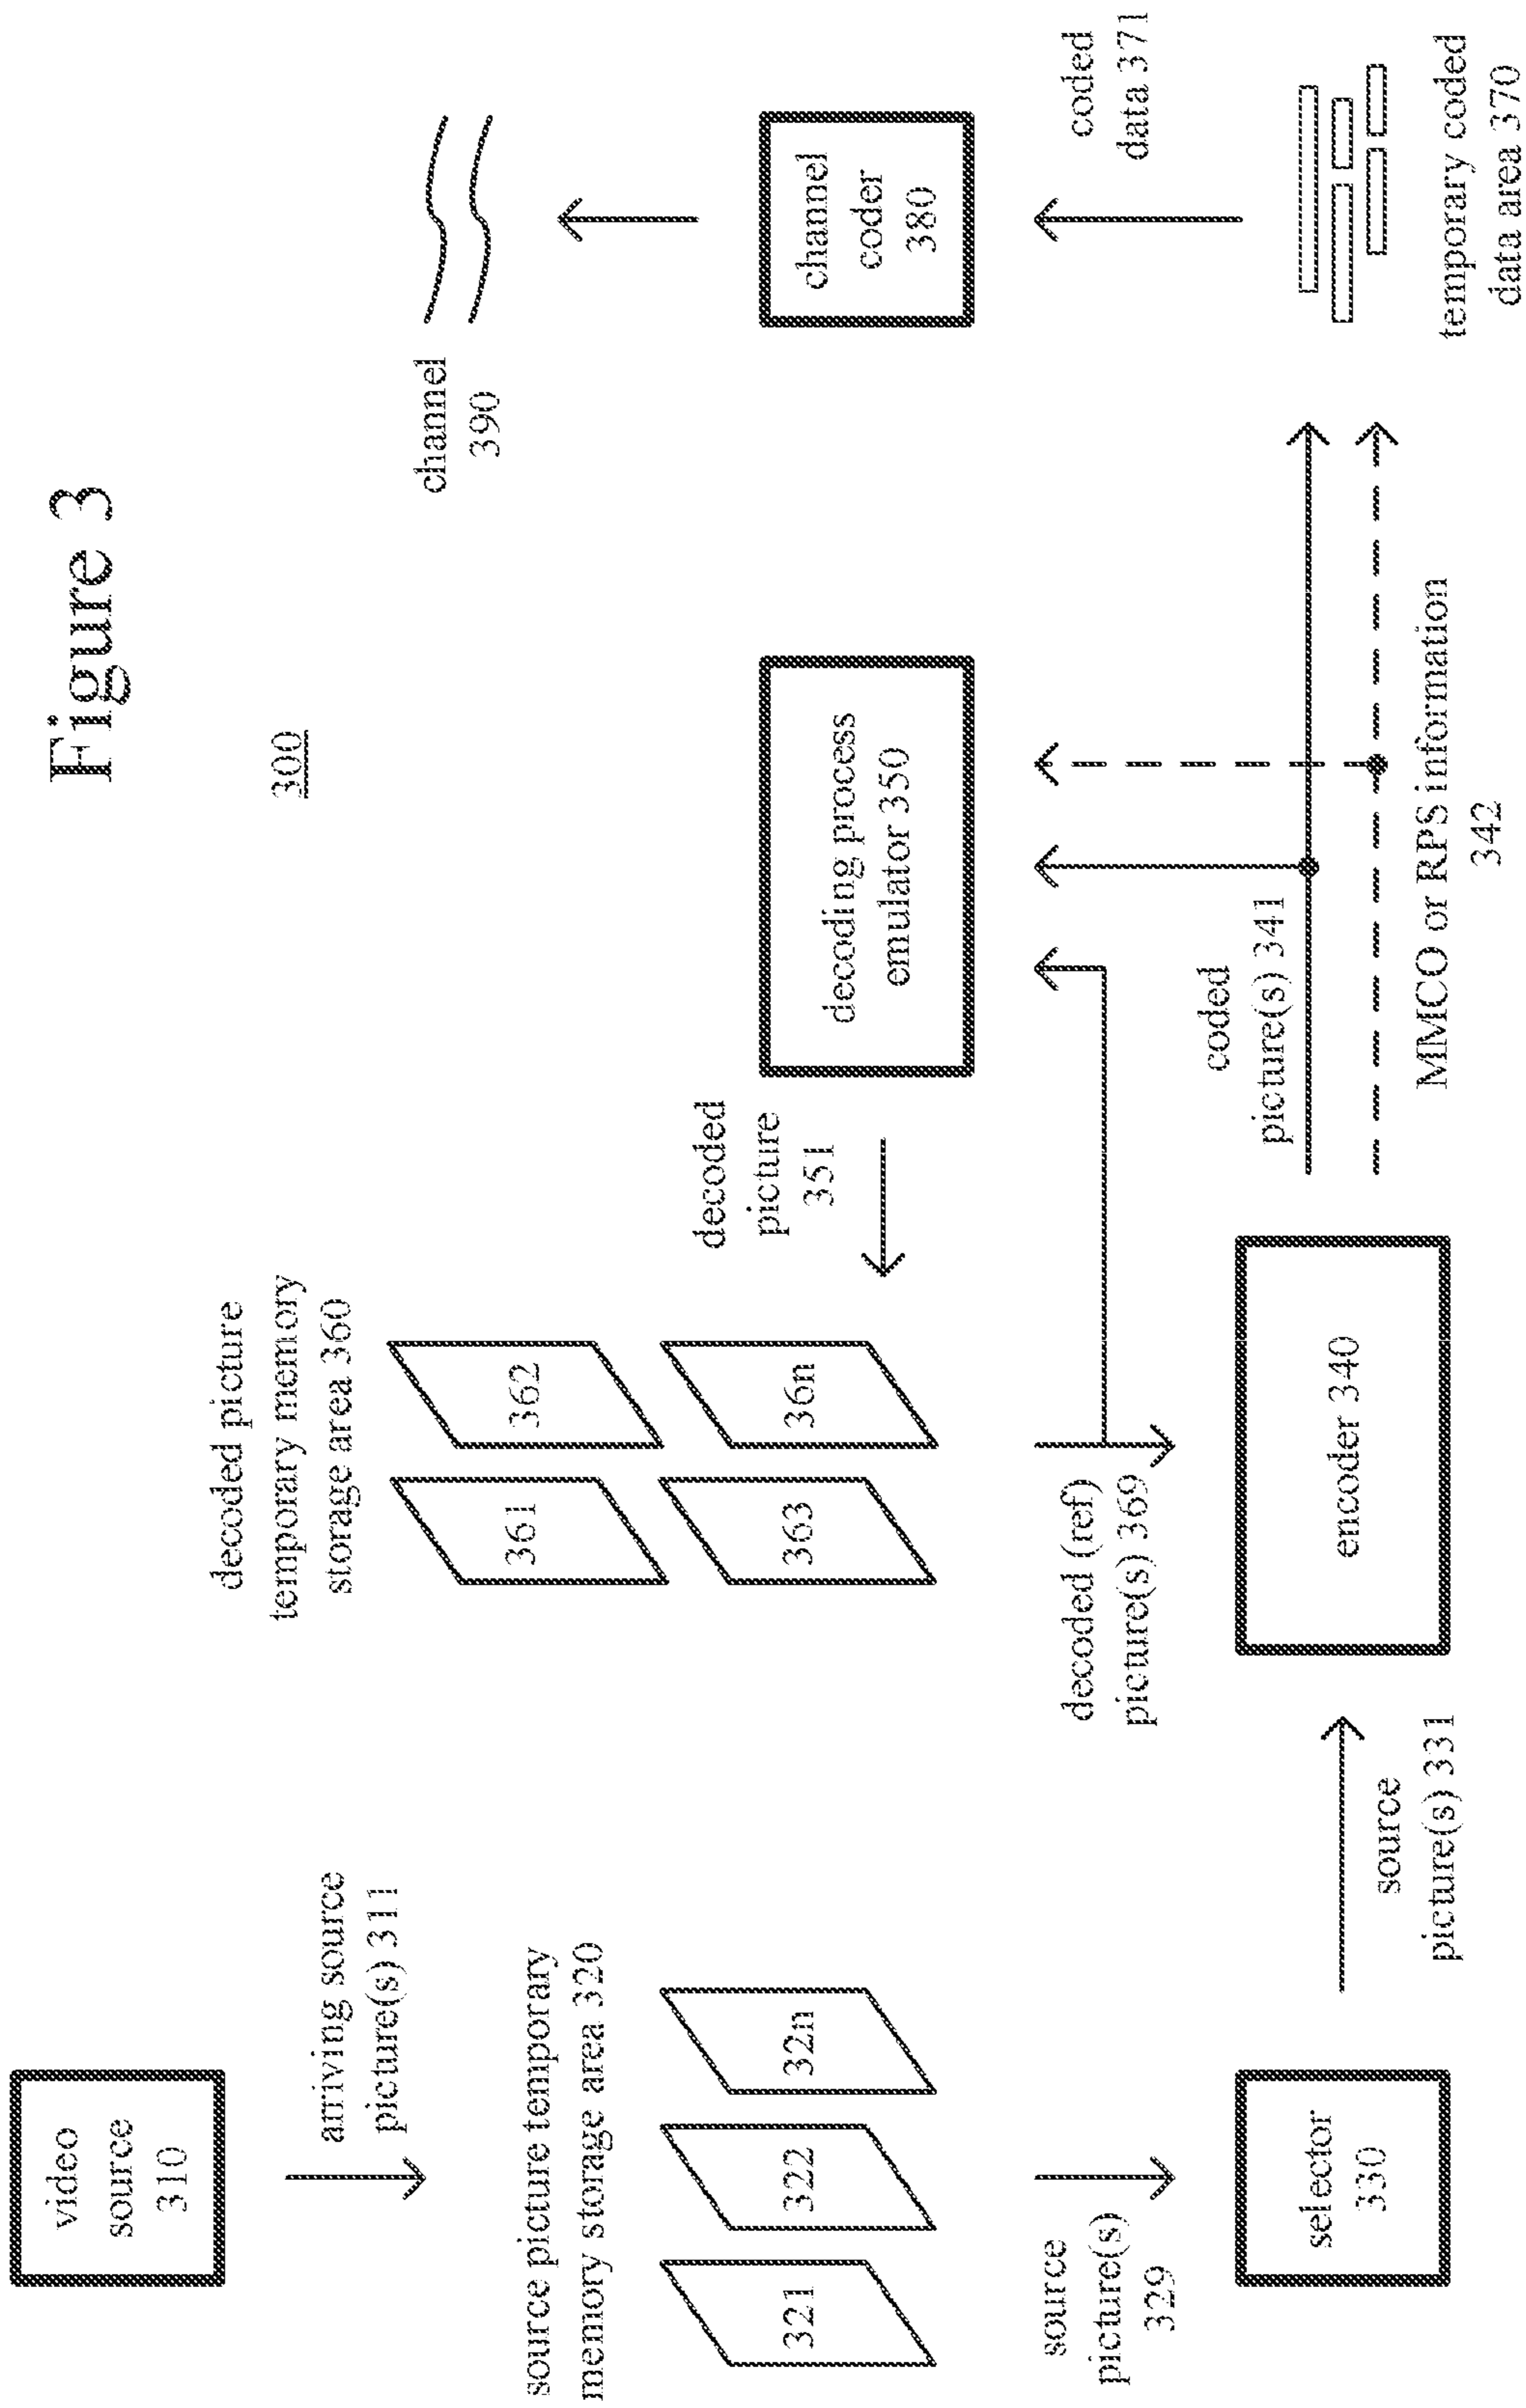 Figure 3
300
video
source
310
arriving source
picture(s) 311
source picture temporary
memory storage area 320
321
322
32n
source
picture(s)
329
selector
330
source
picture(s) 331
decoded picture
temporary memory
storage area 360
361
362
363
36n
decoded (ref)
picture(s) 369
encoder 340
decoded
picture
351
decoding process
emulator 350
coded
picture(s) 341
MMCO or RPS information
342
channel
390
channel
coder
380
coded
data 371
temporary coded
data area 370